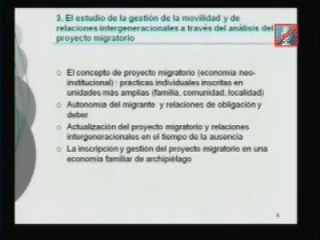 3. El estudio de la gestión de la movilidad y de
relaciones intergeneracionales a través del análisis del
proyecto migratorio
El concepto de proyecto migratorio (economía neo-
institucional) : prácticas individuales inscritas en
unidades más amplias (familia, comunidad, localidad)
Autonomía del migrante y relaciones de obligación y
deber
Actualización del proyecto migratorio y relaciones
intergeneracionales en el tiempo de la ausencia
La inscripción y gestión del proyecto migratorio en una
economía familiar de archipiélago